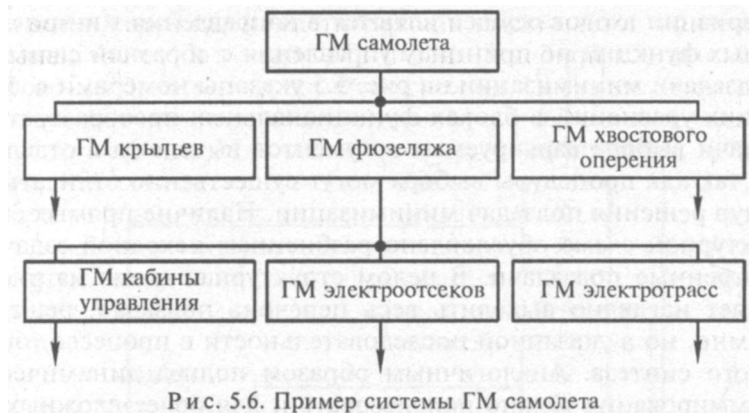 ГМ самолета
ГМ крыльев
ГМ фюзеляжа
ГМ хвостового
оперения
ГМ кабины
управления
ГМ электроотсека
ГМ электротрасс
Рис. 5.6. Пример системы ГМ самолета